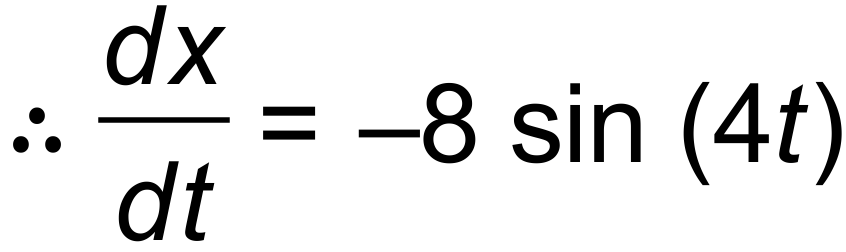 ∴ dx/dt = –8 sin (4t)